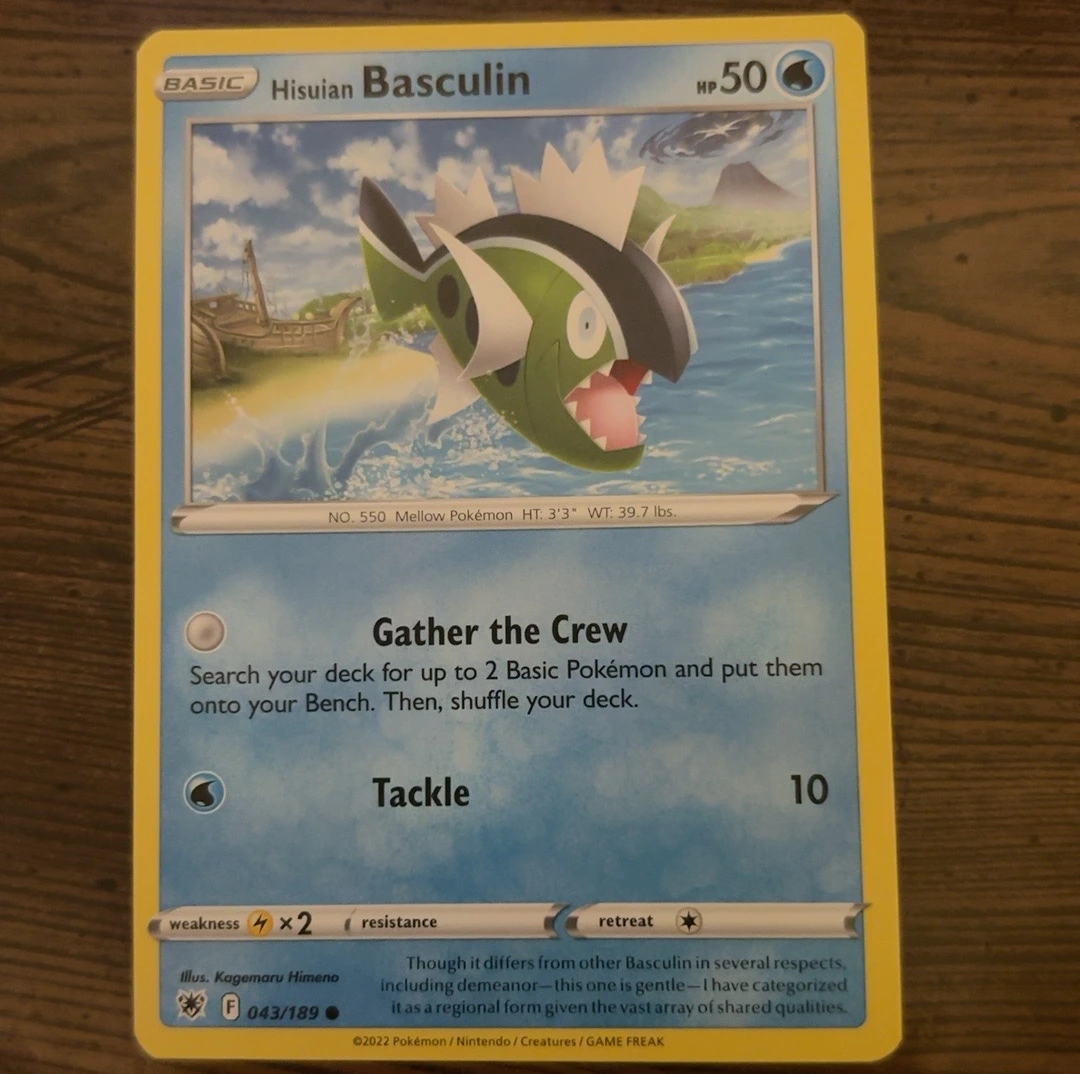 BASIC Hisuian Basculin HP 50
NO. 550 Mellow Pokémon HT: 3'3" WT: 39.7 lbs.
Gather the Crew
Search your deck for up to 2 Basic Pokémon and put them
onto your Bench. Then, shuffle your deck.
Tackle 10
weakness ×2 resistance retreat
Illus. Kagemaru Himeno
F 043/189
Though it differs from other Basculin in several respects,
including demeanor—this one is gentle—I have categorized
it as a regional form given the vast array of shared qualities.
©2022 Pokémon / Nintendo / Creatures / GAME FREAK